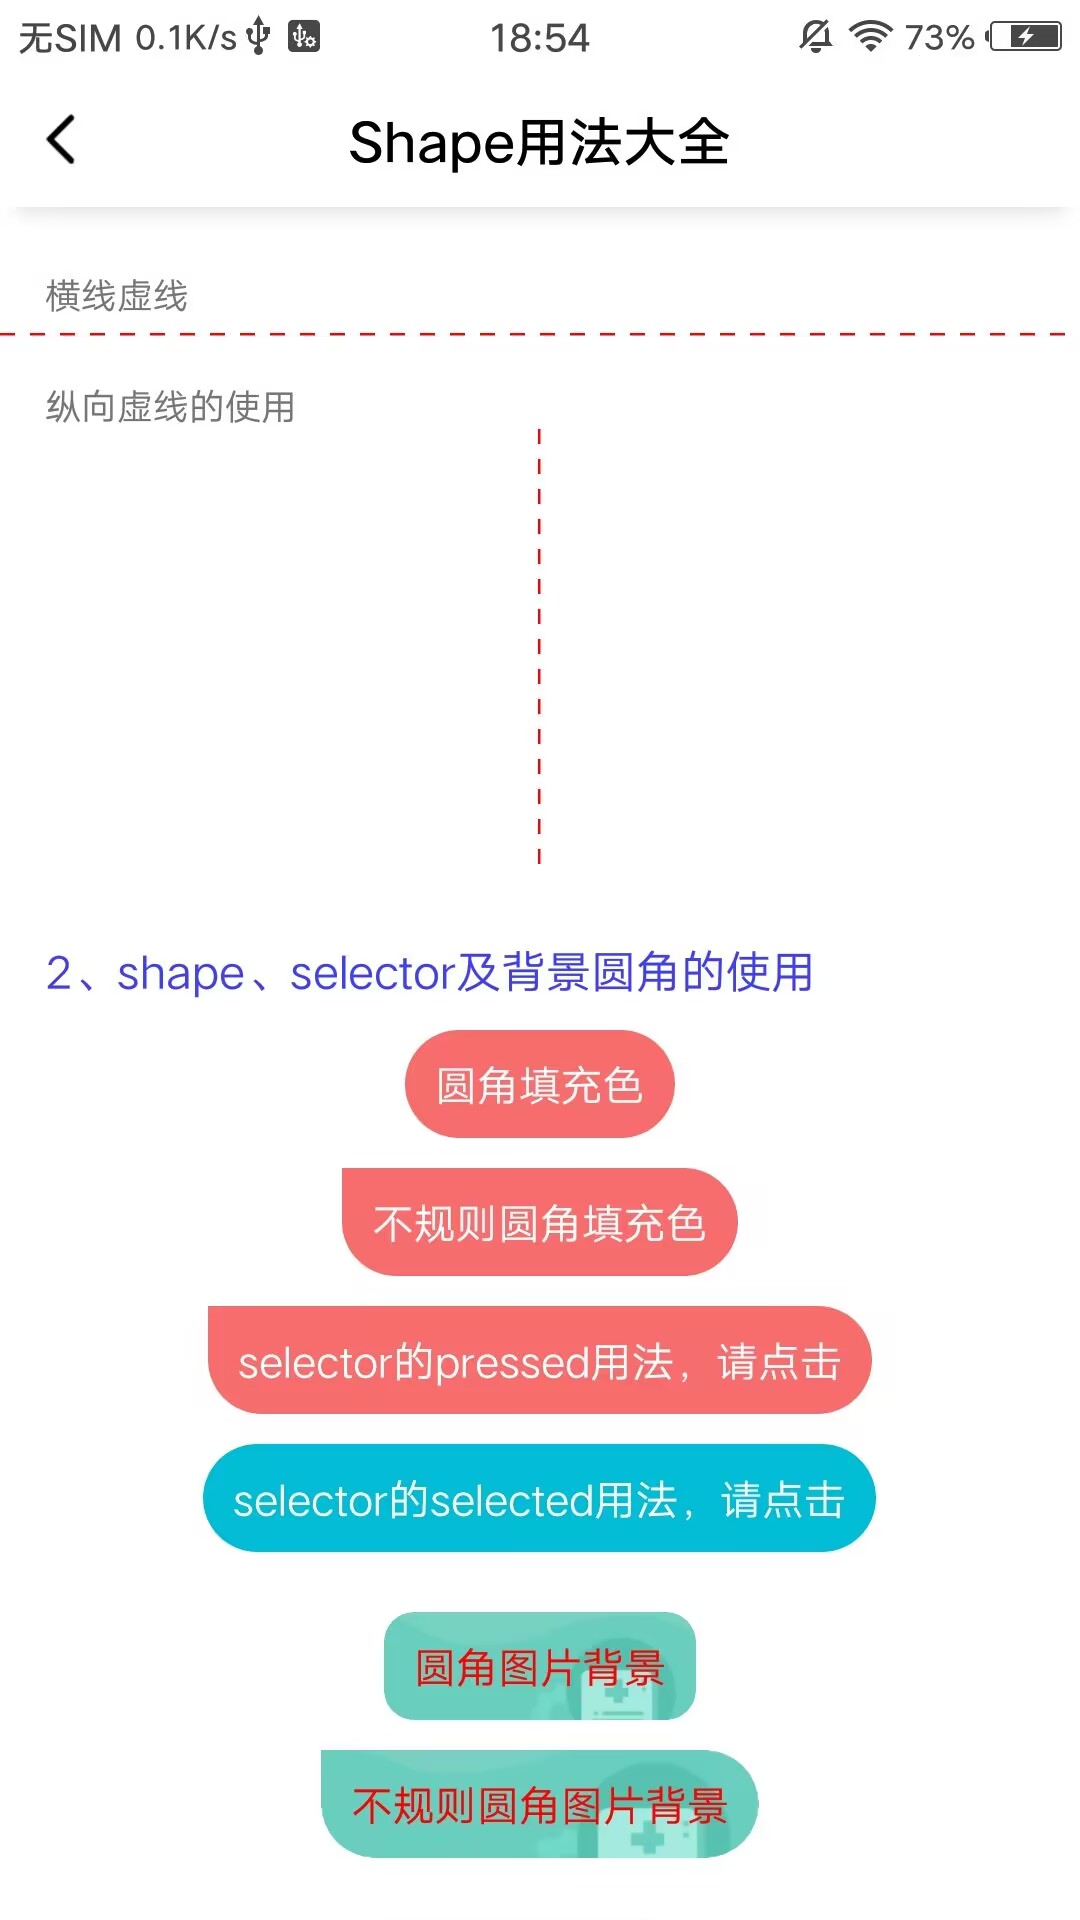 无SIM 0.1K/s 18:54 73%
Shape用法大全
横线虚线
纵向虚线的使用
2、shape、selector及背景圆角的使用
圆角填充色
不规则圆角填充色
selector的pressed用法，请点击
selector的selected用法，请点击
圆角图片背景
不规则圆角图片背景